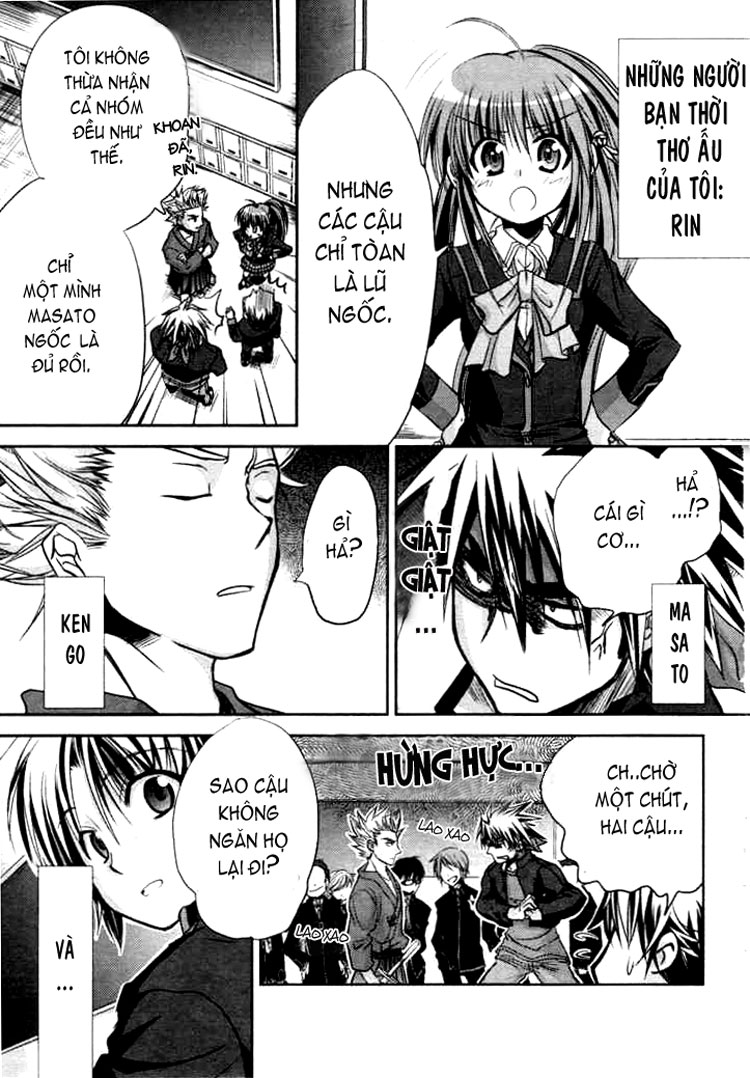 NHỮNG NGƯỜI
BẠN THỜI
THƠ ẤU
CỦA TÔI:
RIN
NHƯNG
CÁC CẬU
CHỈ TOÀN
LÀ LŨ
NGỐC.
TÔI KHÔNG
THỪA NHẬN
CẢ NHÓM
ĐỀU NHƯ
THẾ.
KHOAN
ĐÃ,
RIN.
CHỈ
MỘT MÌNH
MASATO
NGỐC LÀ
ĐỦ RỒI.
HẢ
...!?
CÁI GÌ
CƠ...
GIẬT
GIẬT
...
MA
SA
TO
GÌ
HẢ?
KEN
GO
CH..CHỜ
MỘT CHÚT,
HAI CẬU...
HỪNG HỰC...
LAO XAO
LAO XAO
SAO CẬU
KHÔNG
NGĂN HỌ
LẠI ĐI?
VÀ
...